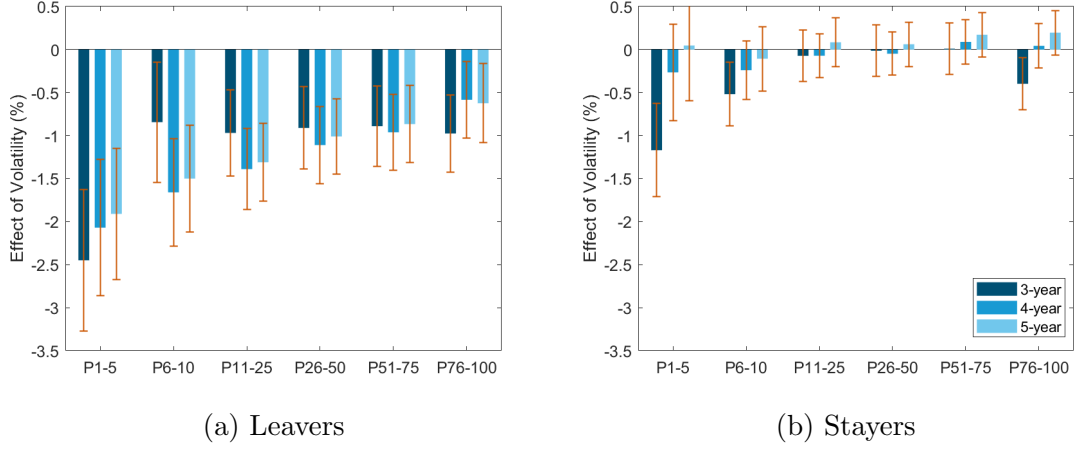 0.5
0
-0.5
-1
-1.5
-2
-2.5
-3
-3.5
Effect of Volatility (%)
P1-5 P6-10 P11-25 P26-50 P51-75 P76-100
(a) Leavers
0.5
0
-0.5
-1
-1.5
-2
-2.5
-3
-3.5
Effect of Volatility (%)
3-year
4-year
5-year
P1-5 P6-10 P11-25 P26-50 P51-75 P76-100
(b) Stayers